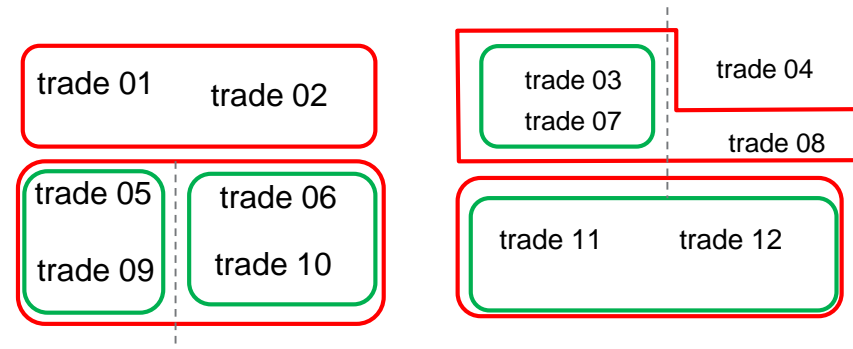 trade 01
trade 02
trade 05
trade 06
trade 09
trade 10
trade 03
trade 04
trade 07
trade 08
trade 11
trade 12